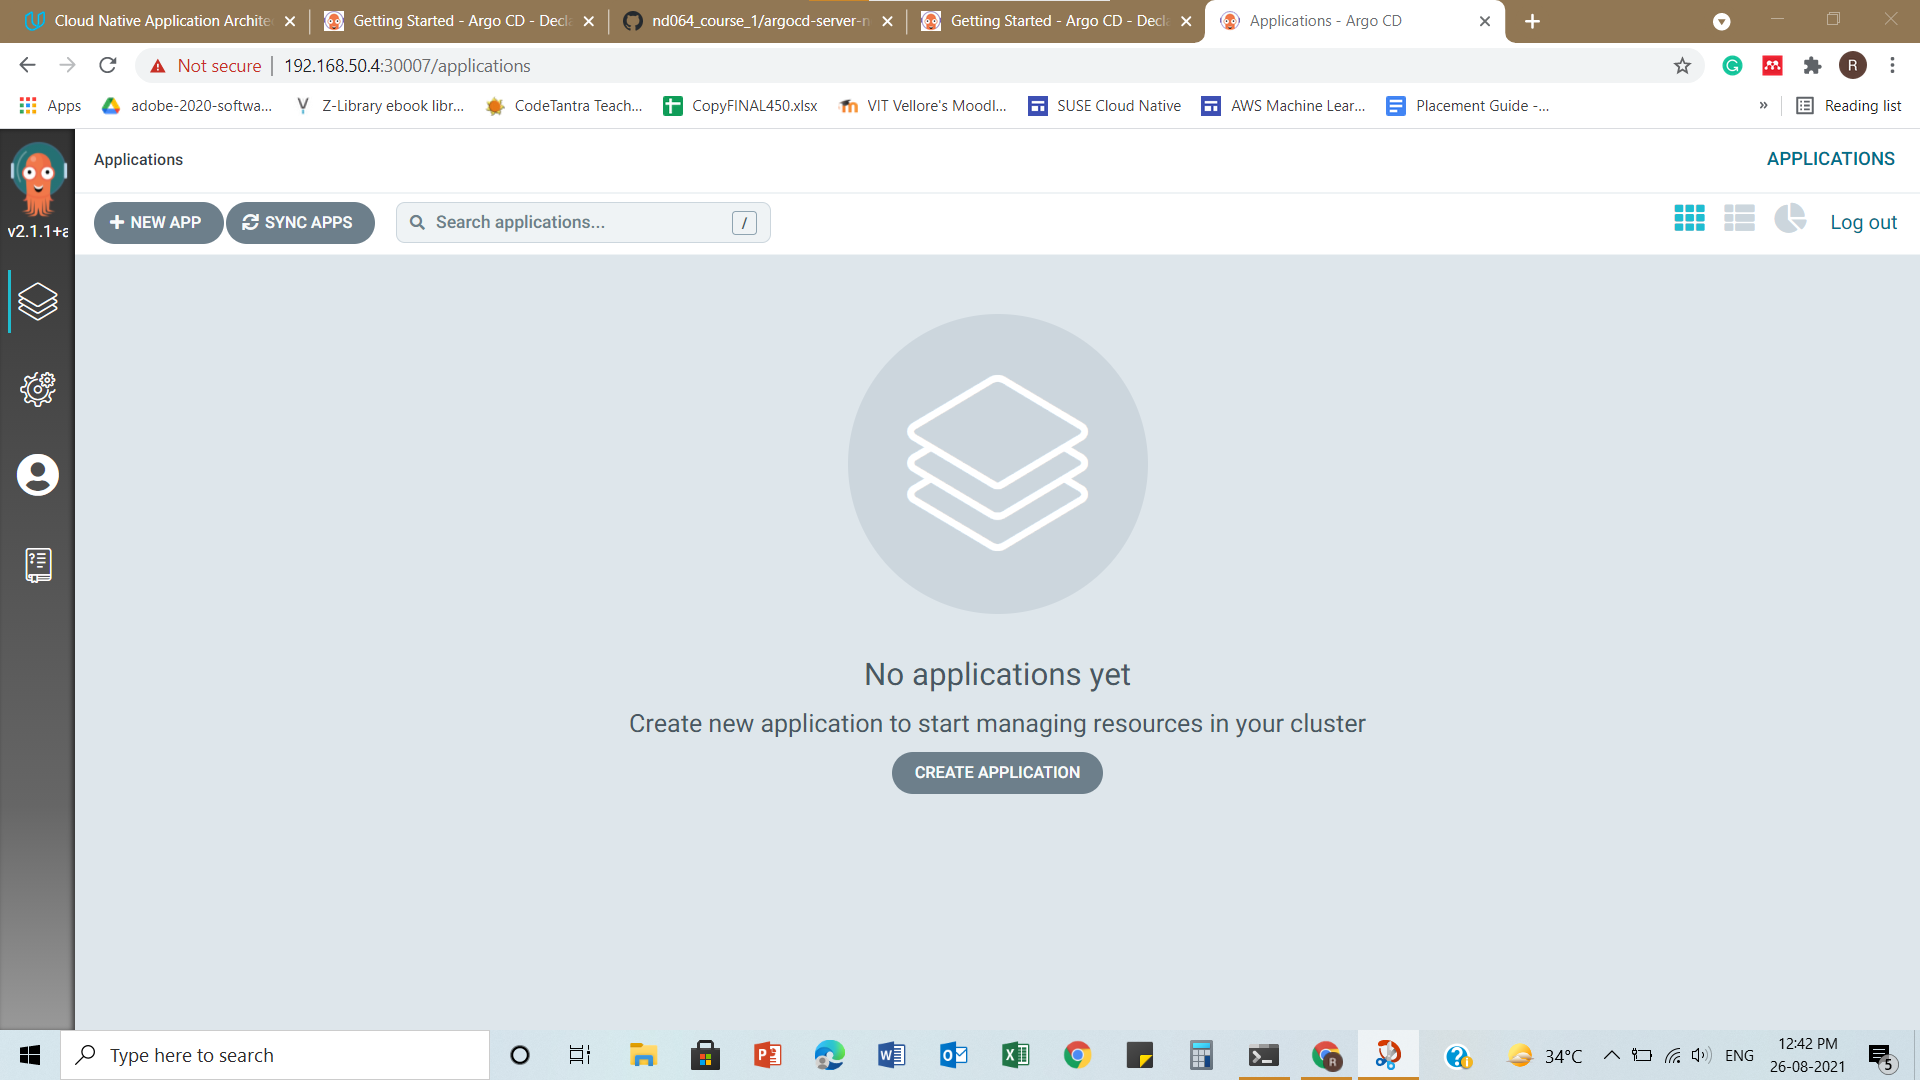 Cloud Native Application Archite
Getting Started - Argo CD - Decla
nd064_course_1/argocd-server-n
Getting Started - Argo CD - Decla
Applications - Argo CD
Not secure
192.168.50.4:30007/applications
R
Apps
adobe-2020-softwa...
Z-Library ebook libr...
CodeTantra Teach...
CopyFINAL450.xlsx
VIT Vellore's Moodl...
SUSE Cloud Native
AWS Machine Lear...
Placement Guide -...
»
Reading list
v2.1.1+a
Applications
APPLICATIONS
+ NEW APP
SYNC APPS
Search applications...
/
Log out
No applications yet
Create new application to start managing resources in your cluster
CREATE APPLICATION
Type here to search
34°C
ENG
12:42 PM
26-08-2021
5